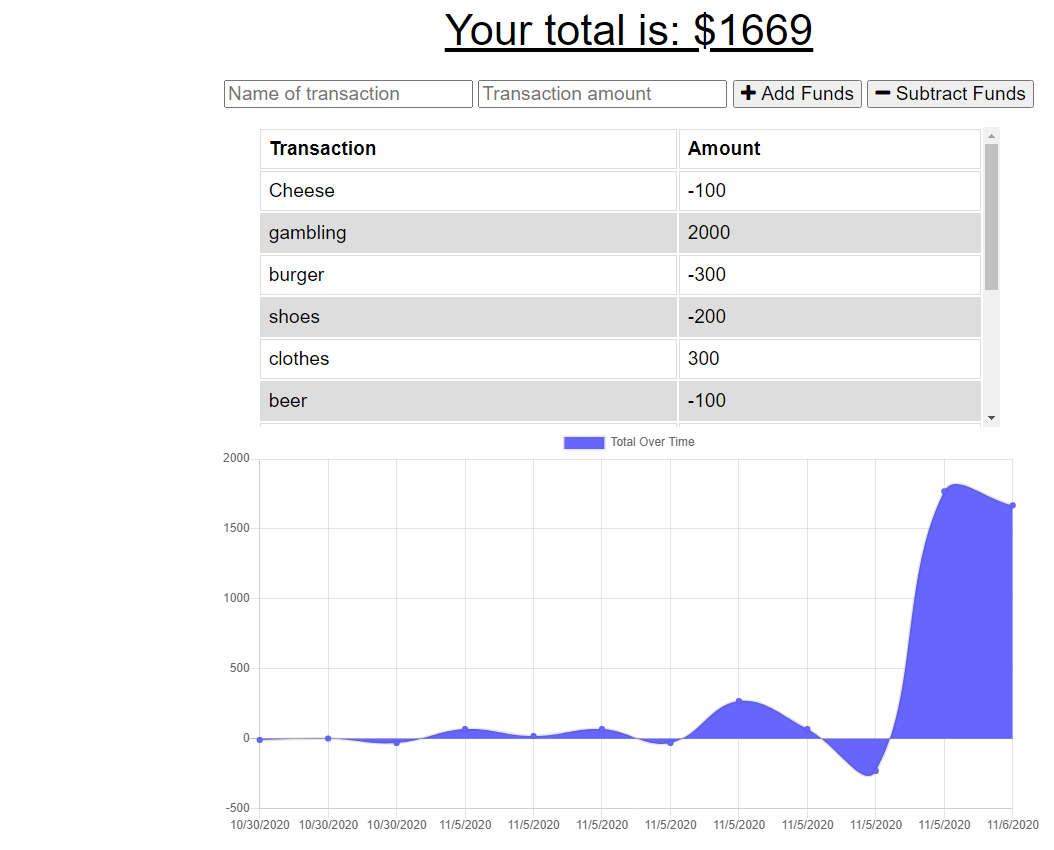 Your total is: $1669
Name of transaction Transaction amount + Add Funds − Subtract Funds
Transaction Amount
Cheese -100
gambling 2000
burger -300
shoes -200
clothes 300
beer -100
Total Over Time
2000
1500
1000
500
0
-500
10/30/2020 10/30/2020 10/30/2020 11/5/2020 11/5/2020 11/5/2020 11/5/2020 11/5/2020 11/5/2020 11/5/2020 11/5/2020 11/6/2020